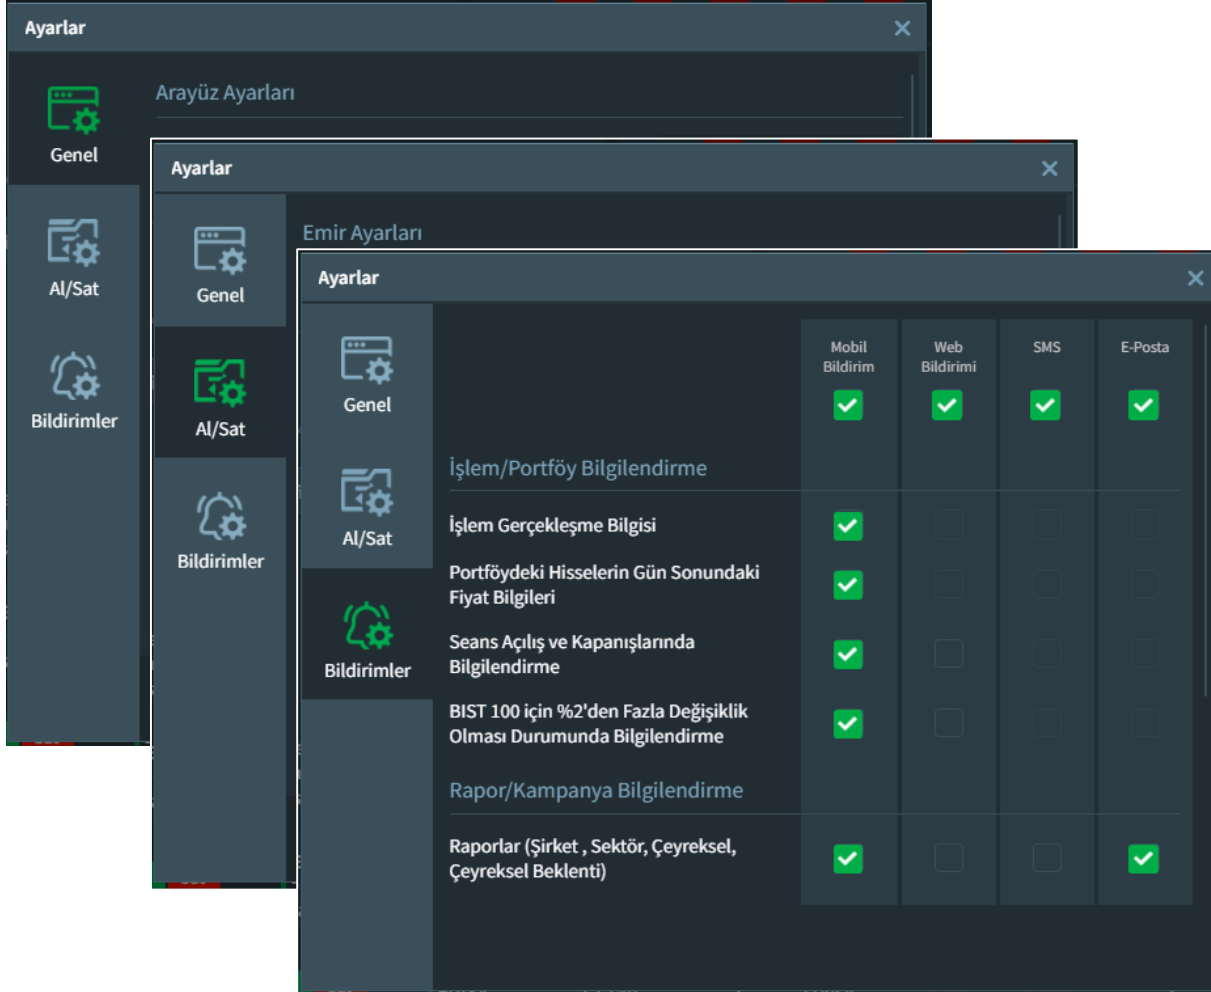 Ayarlar
Arayüz Ayarları
Genel
Al/Sat
Bildirimler
Ayarlar
Emir Ayarları
Genel
Al/Sat
Bildirimler
Ayarlar
Genel
Al/Sat
Bildirimler
Mobil
Bildirim
Web
Bildirimi
SMS
E-Posta
İşlem/Portföy Bilgilendirme
İşlem Gerçekleşme Bilgisi
Portföydeki Hisselerin Gün Sonundaki
Fiyat Bilgileri
Seans Açılış ve Kapanışlarında
Bilgilendirme
BIST 100 için %2'den Fazla Değişiklik
Olması Durumunda Bilgilendirme
Rapor/Kampanya Bilgilendirme
Raporlar (Şirket , Sektör, Çeyreksel,
Çeyreksel Beklenti)